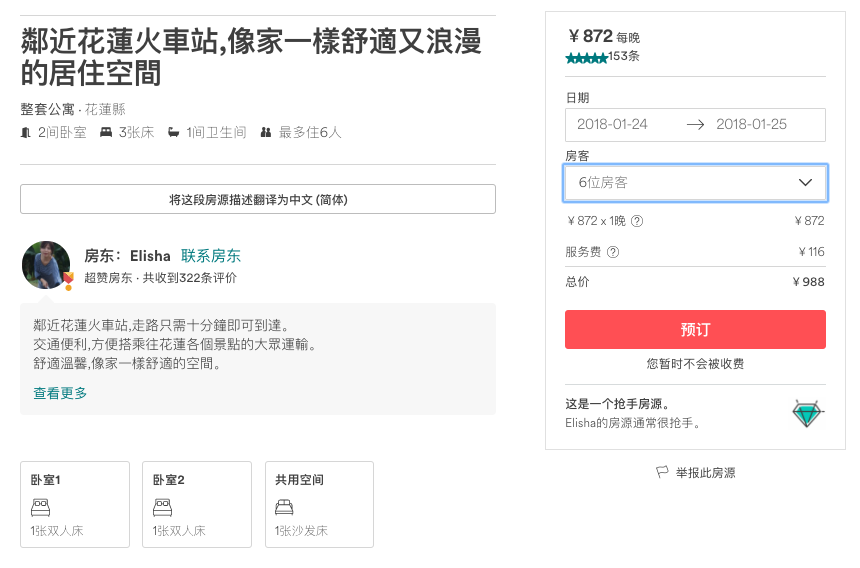 鄰近花蓮火車站,像家一樣舒適又浪漫
的居住空間
整套公寓 · 花蓮縣
2间卧室 3张床 1间卫生间 最多住6人
将这段房源描述翻译为中文 (简体)
房东：Elisha 联系房东
超赞房东 · 共收到322条评价
鄰近花蓮火車站,走路只需十分鐘即可到達。
交通便利,方便搭乘往花蓮各個景點的大眾運輸。
舒適溫馨,像家一樣舒適的空間。
查看更多
卧室1
1张双人床
卧室2
1张双人床
共用空间
1张沙发床
￥872 每晚
153条
日期
2018-01-24 → 2018-01-25
房客
6位房客
￥872 x 1晚 ? ￥872
服务费 ? ￥116
总价 ￥988
预订
您暂时不会被收费
这是一个抢手房源。
Elisha的房源通常很抢手。
举报此房源